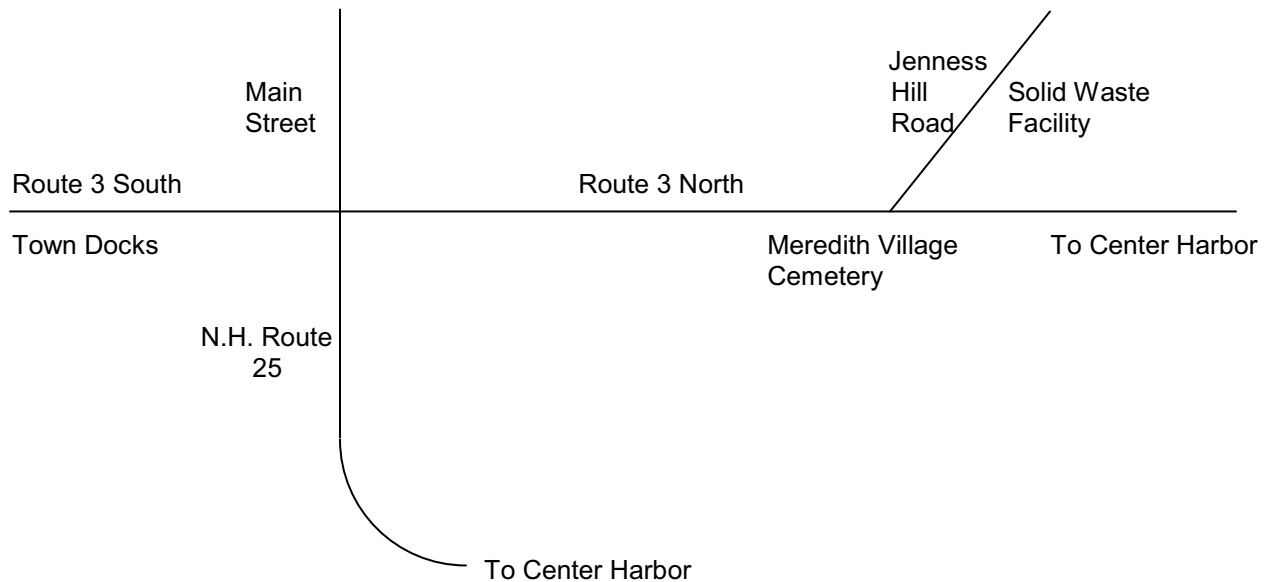 Main
Street
Jenness
Hill
Road
Solid Waste
Facility
Route 3 South
Route 3 North
Town Docks
Meredith Village
Cemetery
To Center Harbor
N.H. Route
25
To Center Harbor